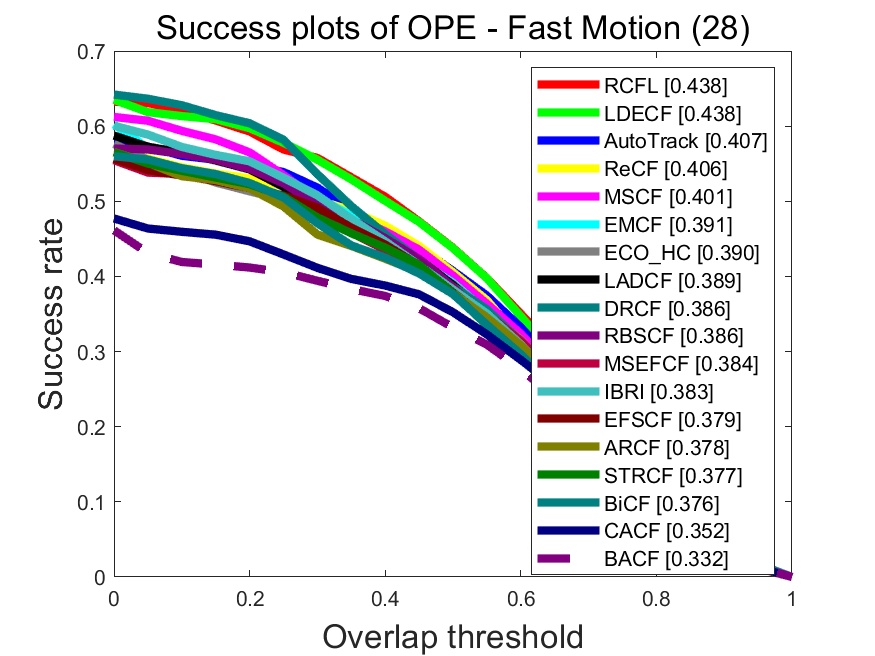 Success plots of OPE - Fast Motion (28)
0.7
0.6
0.5
0.4
0.3
0.2
0.1
0
Success rate
RCFL [0.438]
LDECF [0.438]
AutoTrack [0.407]
ReCF [0.406]
MSCF [0.401]
EMCF [0.391]
ECO_HC [0.390]
LADCF [0.389]
DRCF [0.386]
RBSCF [0.386]
MSEFCF [0.384]
IBRI [0.383]
EFSCF [0.379]
ARCF [0.378]
STRCF [0.377]
BiCF [0.376]
CACF [0.352]
BACF [0.332]
0 0.2 0.4 0.6 0.8 1
Overlap threshold